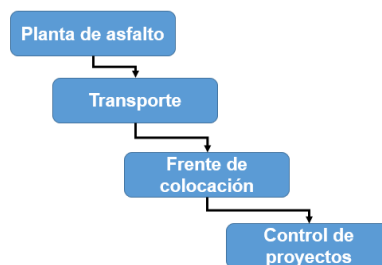 Planta de asfalto
Transporte
Frente de
colocación
Control de
proyectos